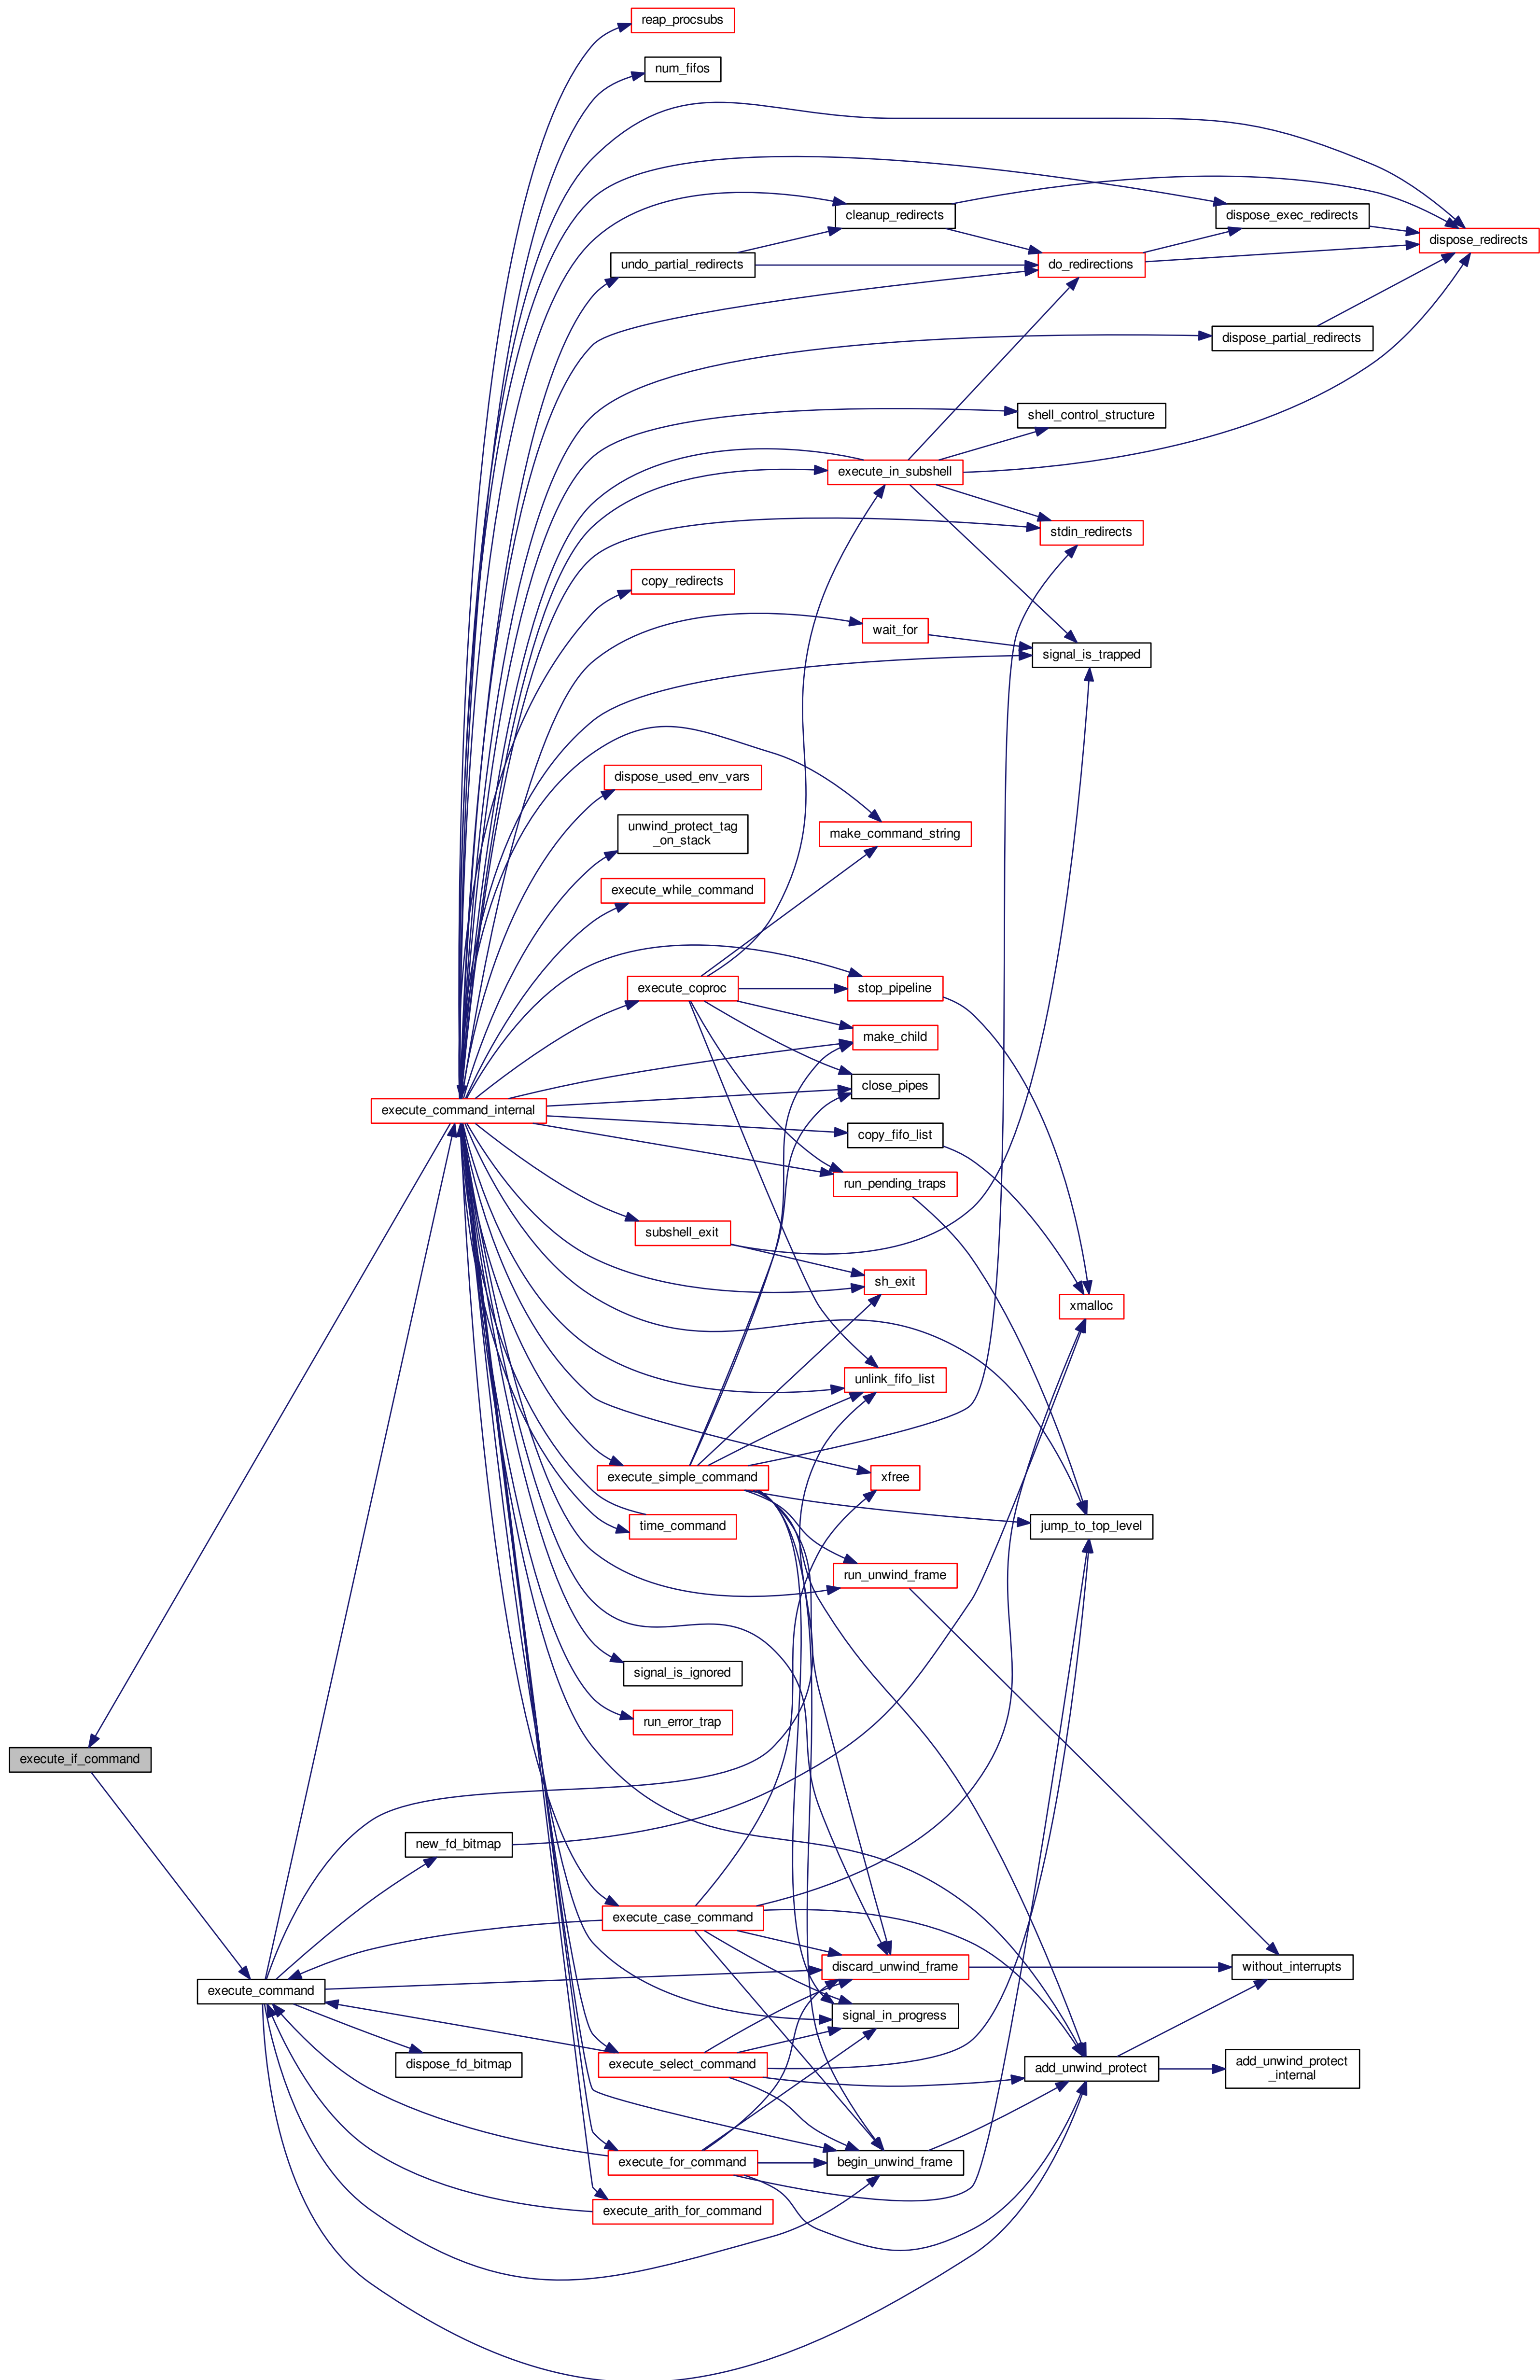 reap_procsubs
num_fifos
cleanup_redirects
dispose_exec_redirects
dispose_redirects
undo_partial_redirects
do_redirections
dispose_partial_redirects
shell_control_structure
execute_in_subshell
stdin_redirects
copy_redirects
wait_for
signal_is_trapped
dispose_used_env_vars
unwind_protect_tag
_on_stack
make_command_string
execute_while_command
execute_coproc
stop_pipeline
make_child
close_pipes
execute_command_internal
copy_fifo_list
run_pending_traps
subshell_exit
sh_exit
xmalloc
unlink_fifo_list
execute_simple_command
xfree
time_command
jump_to_top_level
run_unwind_frame
signal_is_ignored
run_error_trap
execute_if_command
new_fd_bitmap
execute_case_command
discard_unwind_frame
without_interrupts
execute_command
signal_in_progress
dispose_fd_bitmap
execute_select_command
add_unwind_protect
add_unwind_protect
_internal
execute_for_command
begin_unwind_frame
execute_arith_for_command